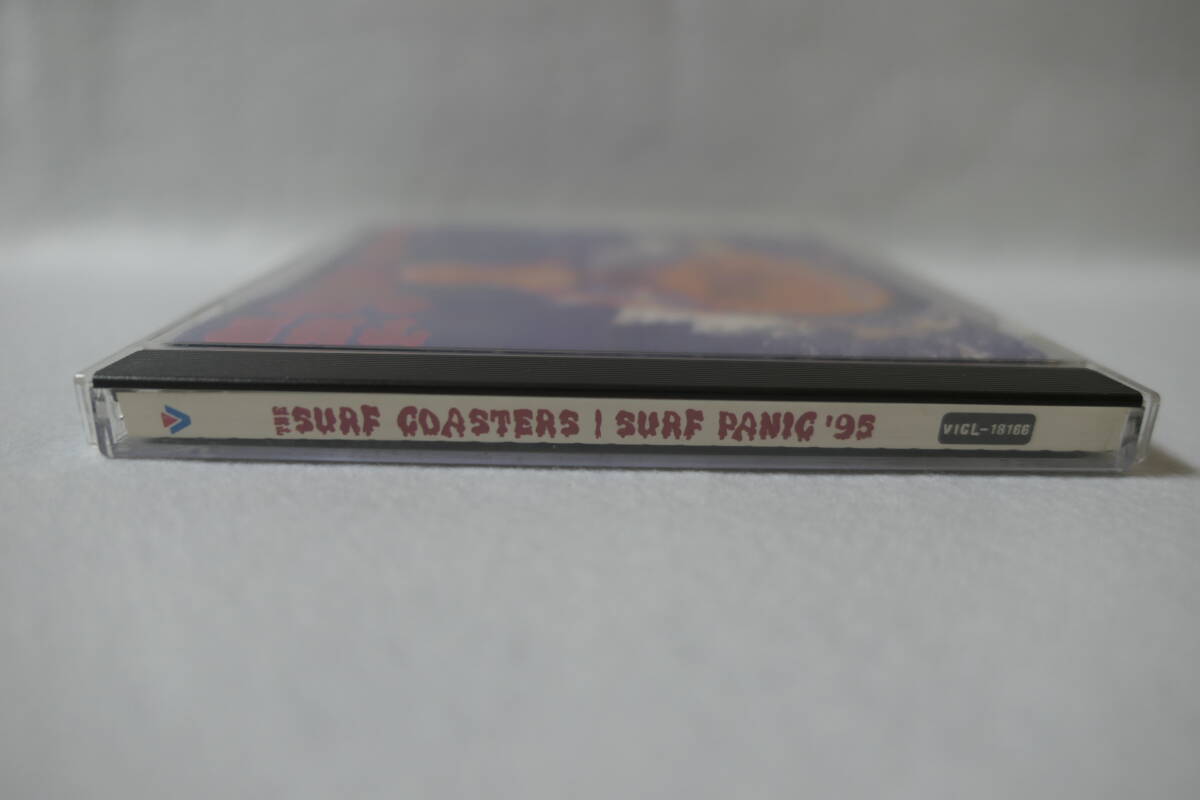 THE SURF COASTERS / SURF PANIC '95 VICL-18166